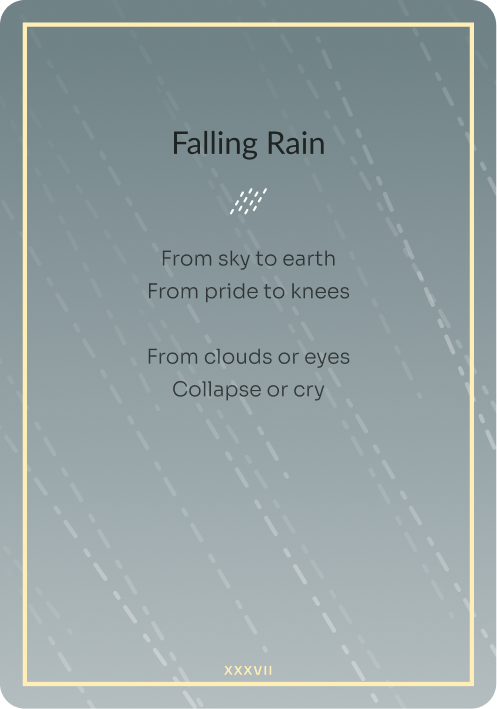 Falling Rain
From sky to earth
From pride to knees
From clouds or eyes
Collapse or cry
XXXVII